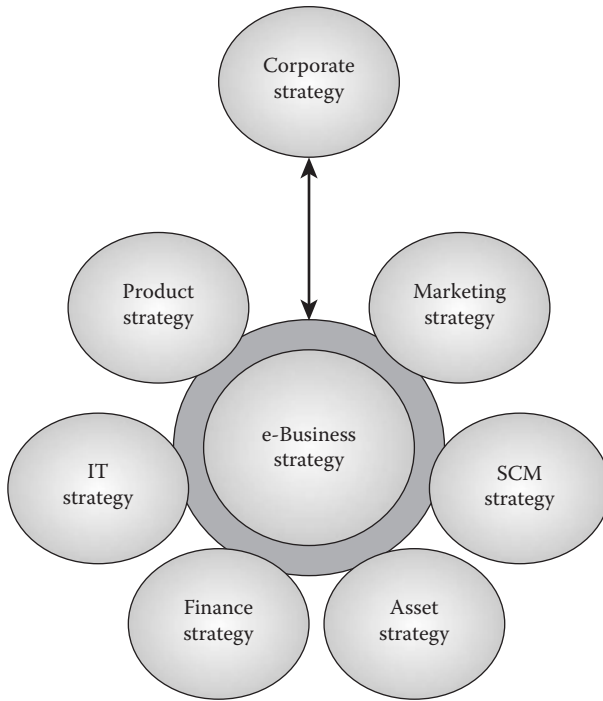 Corporate
strategy
Product
strategy
Marketing
strategy
e-Business
strategy
IT
strategy
SCM
strategy
Finance
strategy
Asset
strategy